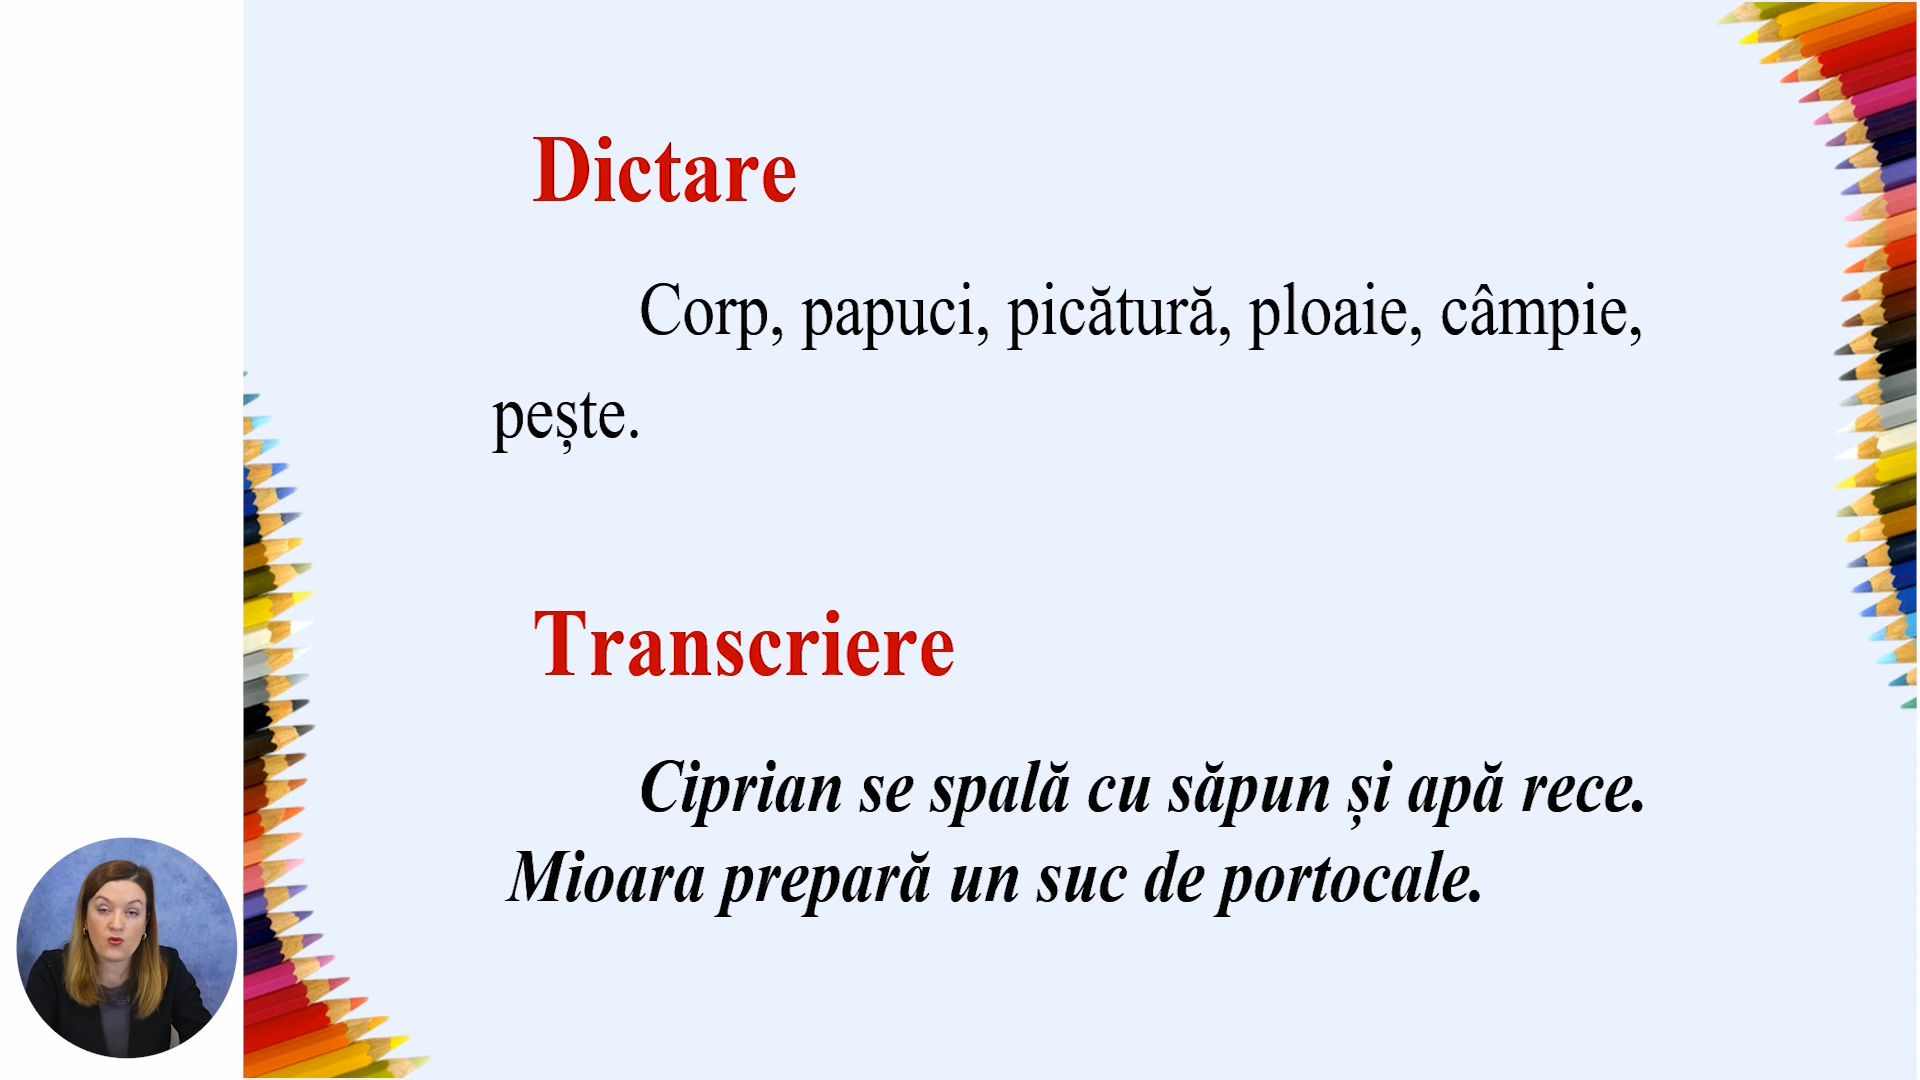 Dictare
Corp, papuci, picătură, ploaie, câmpie,
pește.
Transcriere
Ciprian se spală cu săpun și apă rece.
Mioara prepară un suc de portocale.